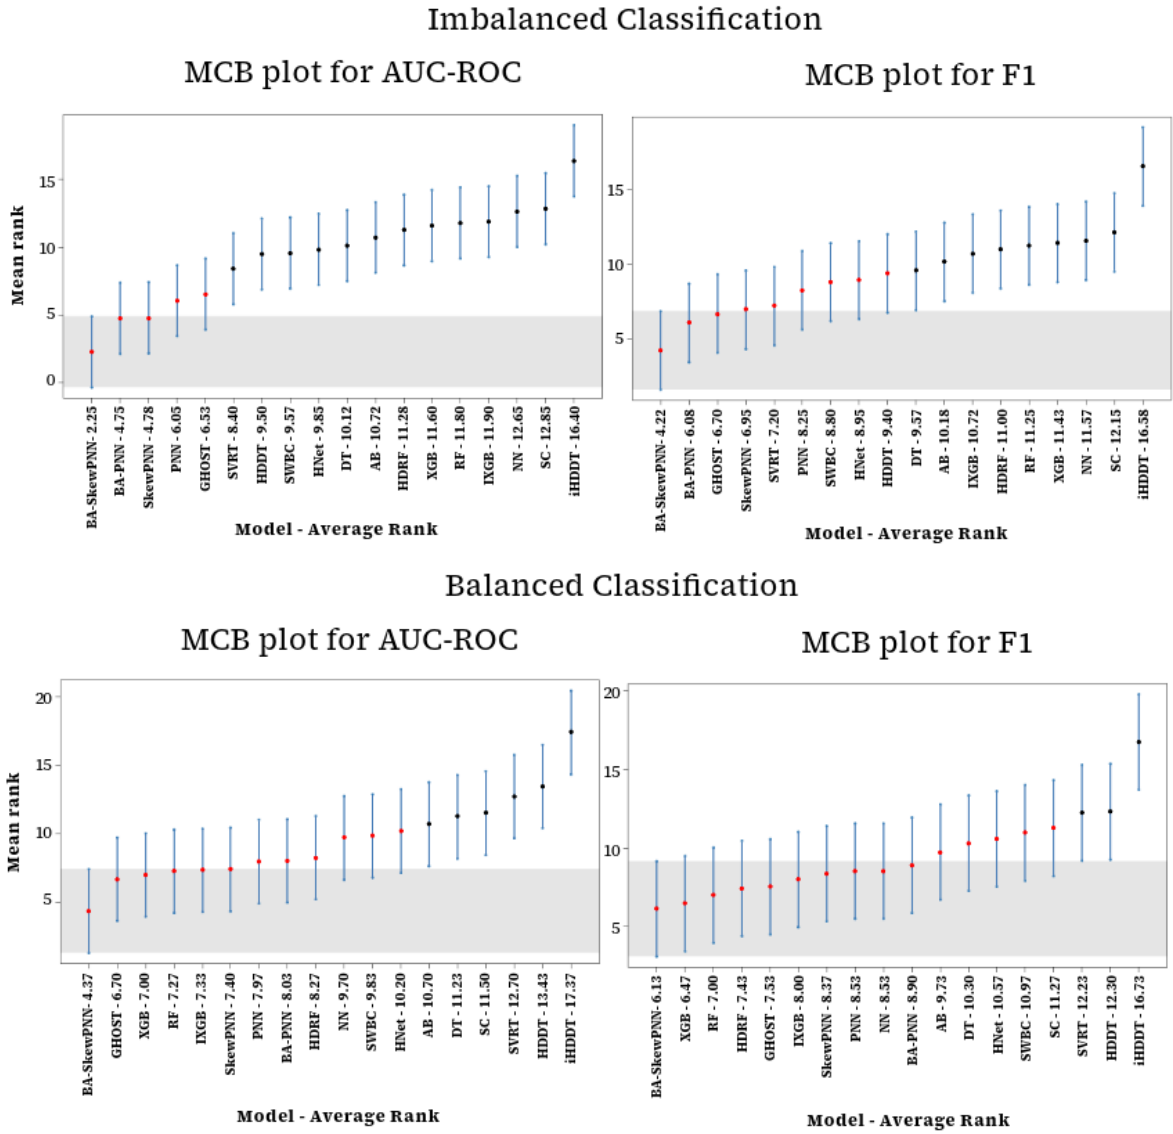 Imbalanced Classification
MCB plot for AUC-ROC
Mean rank
15
10
5
0
BA-SkewPNN- 2.25
BA-PNN - 4.75
SkewPNN - 4.78
PNN - 6.05
GHOST - 6.53
SVRT - 8.40
HDDT - 9.50
SWBC - 9.57
HNet - 9.85
DT - 10.12
AB - 10.72
HDRF - 11.28
XGB - 11.60
RF - 11.80
IXGB - 11.90
NN - 12.65
SC - 12.85
iHDDT - 16.40
Model - Average Rank
MCB plot for F1
15
10
5
BA-SkewPNN- 4.22
BA-PNN - 6.08
GHOST - 6.70
SkewPNN - 6.95
SVRT - 7.20
PNN - 8.25
SWBC - 8.80
HNet - 8.95
HDDT - 9.40
DT - 9.57
AB - 10.18
IXGB - 10.72
HDRF - 11.00
RF - 11.25
XGB - 11.43
NN - 11.57
SC - 12.15
iHDDT - 16.58
Model - Average Rank
Balanced Classification
MCB plot for AUC-ROC
Mean rank
20
15
10
5
BA-SkewPNN- 4.37
GHOST - 6.70
XGB - 7.00
RF - 7.27
IXGB - 7.33
SkewPNN - 7.40
PNN - 7.97
BA-PNN - 8.03
HDRF - 8.27
NN - 9.70
SWBC - 9.83
HNet - 10.20
AB - 10.70
DT - 11.23
SC - 11.50
SVRT - 12.70
HDDT - 13.43
iHDDT - 17.37
Model - Average Rank
MCB plot for F1
20
15
10
5
BA-SkewPNN- 6.13
XGB - 6.47
RF - 7.00
HDRF - 7.43
GHOST - 7.53
IXGB - 8.00
SkewPNN - 8.37
PNN - 8.53
NN - 8.53
BA-PNN - 8.90
AB - 9.73
DT - 10.30
HNet - 10.57
SWBC - 10.97
SC - 11.27
SVRT - 12.23
HDDT - 12.30
iHDDT - 16.73
Model - Average Rank